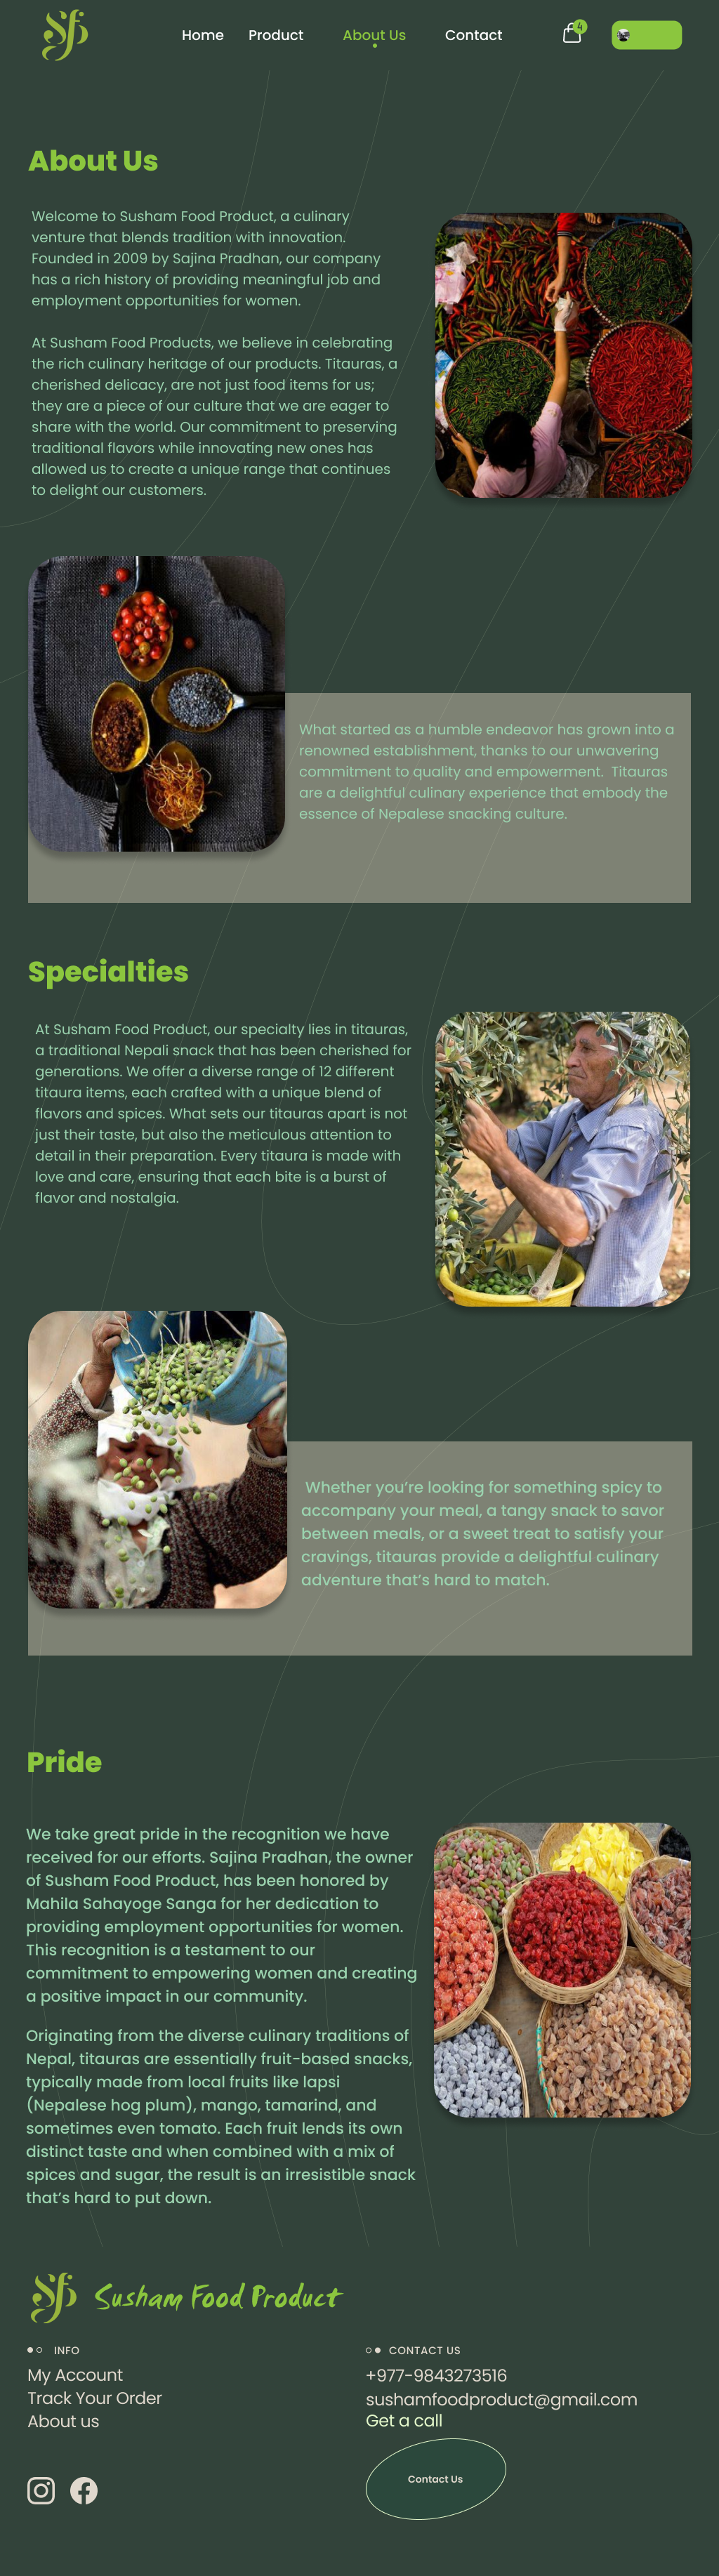 Home Product About Us Contact 4
About Us
Welcome to Susham Food Product, a culinary
venture that blends tradition with innovation.
Founded in 2009 by Sajina Pradhan, our company
has a rich history of providing meaningful job and
employment opportunities for women.
At Susham Food Products, we believe in celebrating
the rich culinary heritage of our products. Titauras, a
cherished delicacy, are not just food items for us;
they are a piece of our culture that we are eager to
share with the world. Our commitment to preserving
traditional flavors while innovating new ones has
allowed us to create a unique range that continues
to delight our customers.
What started as a humble endeavor has grown into a
renowned establishment, thanks to our unwavering
commitment to quality and empowerment. Titauras
are a delightful culinary experience that embody the
essence of Nepalese snacking culture.
Specialties
At Susham Food Product, our specialty lies in titauras,
a traditional Nepali snack that has been cherished for
generations. We offer a diverse range of 12 different
titaura items, each crafted with a unique blend of
flavors and spices. What sets our titauras apart is not
just their taste, but also the meticulous attention to
detail in their preparation. Every titaura is made with
love and care, ensuring that each bite is a burst of
flavor and nostalgia.
Whether you’re looking for something spicy to
accompany your meal, a tangy snack to savor
between meals, or a sweet treat to satisfy your
cravings, titauras provide a delightful culinary
adventure that’s hard to match.
Pride
We take great pride in the recognition we have
received for our efforts. Sajina Pradhan, the owner
of Susham Food Product, has been honored by
Mahila Sahayoge Sanga for her dedication to
providing employment opportunities for women.
This recognition is a testament to our
commitment to empowering women and creating
a positive impact in our community.
Originating from the diverse culinary traditions of
Nepal, titauras are essentially fruit-based snacks,
typically made from local fruits like lapsi
(Nepalese hog plum), mango, tamarind, and
sometimes even tomato. Each fruit lends its own
distinct taste and when combined with a mix of
spices and sugar, the result is an irresistible snack
that’s hard to put down.
Susham Food Product
INFO
My Account
Track Your Order
About us
CONTACT US
+977-9843273516
sushamfoodproduct@gmail.com
Get a call
Contact Us